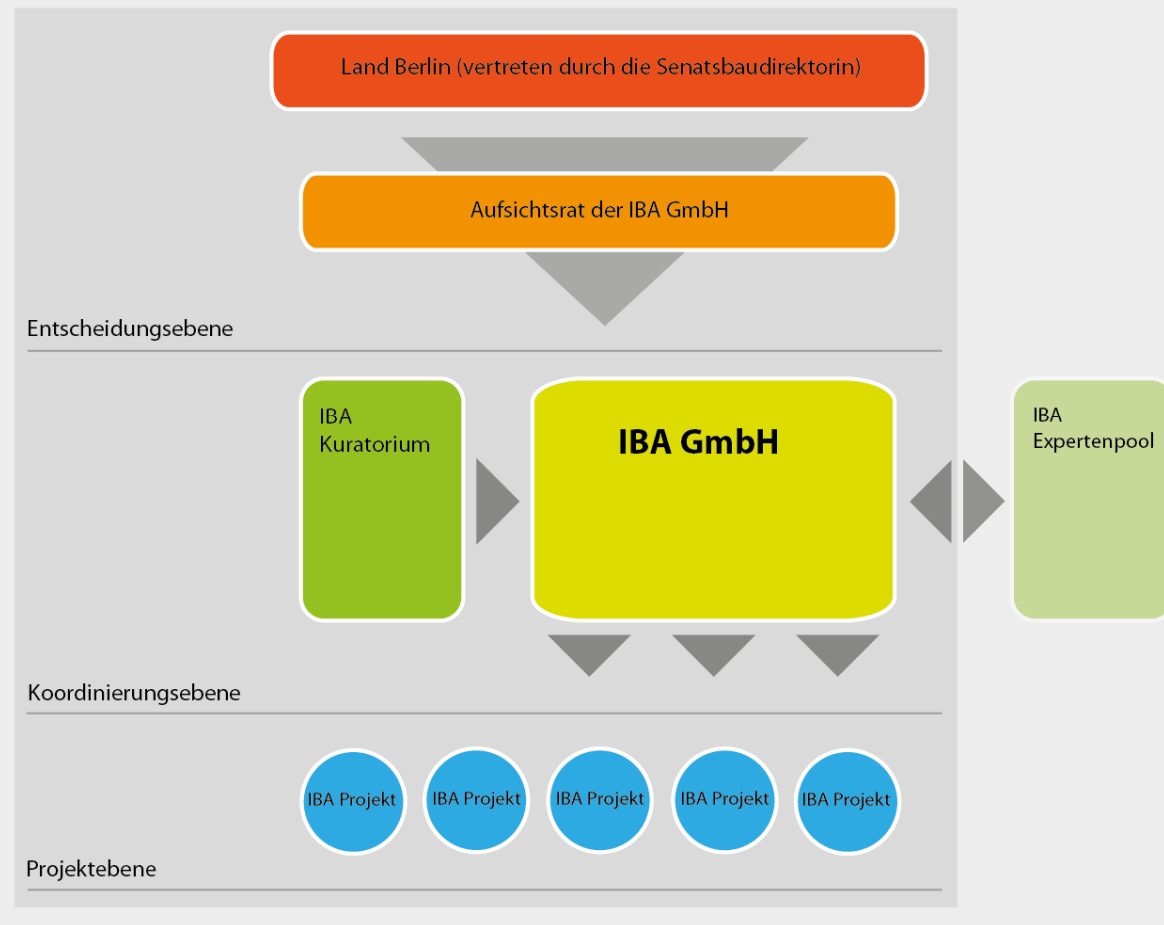 Land Berlin (vertreten durch die Senatsbaudirektorin)
Aufsichtsrat der IBA GmbH
Entscheidungsebene
IBA
Kuratorium
IBA GmbH
IBA
Expertenpool
Koordinierungsebene
IBA Projekt
IBA Projekt
IBA Projekt
IBA Projekt
IBA Projekt
Projektebene